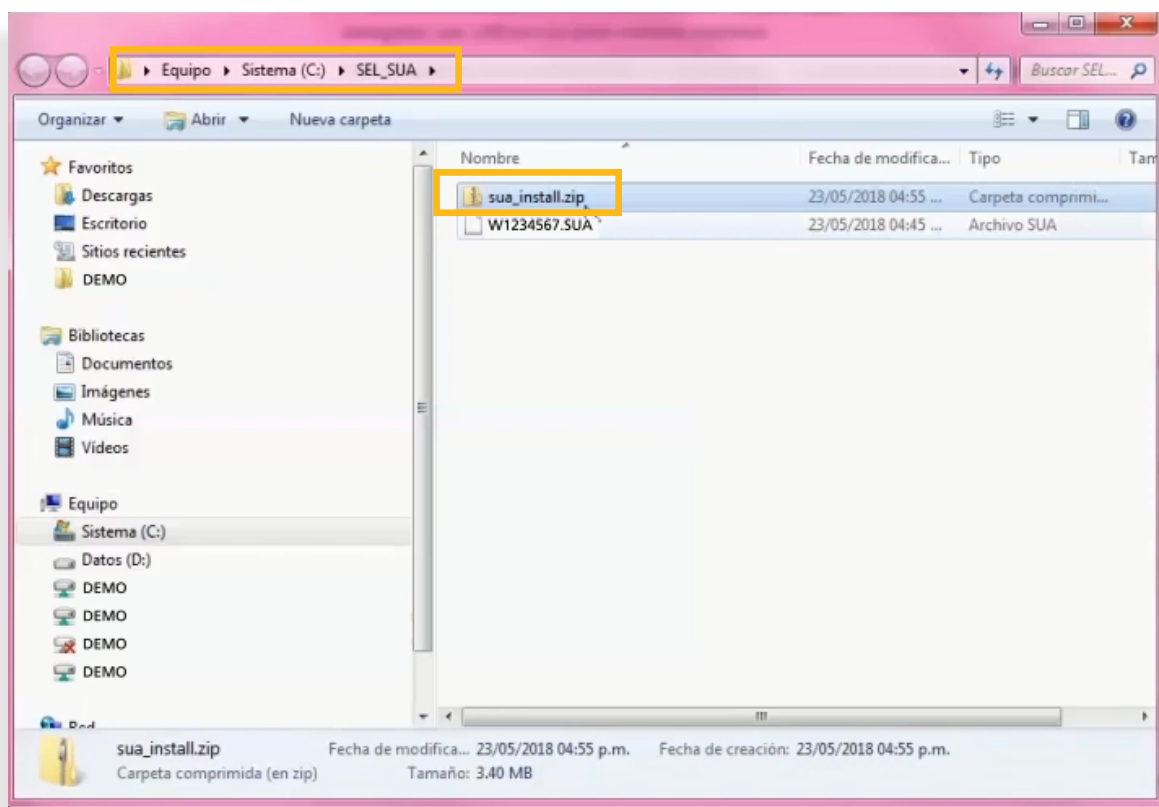 Equipo Sistema (C:) SEL_SUA
Buscar SEL...
Organizar Abrir Nueva carpeta
Favoritos
Descargas
Escritorio
Sitios recientes
DEMO
Bibliotecas
Documentos
Imágenes
Música
Vídeos
Equipo
Sistema (C:)
Datos (D:)
DEMO
DEMO
DEMO
DEMO
Red
Nombre Fecha de modifica... Tipo Tam
sua_install.zip 23/05/2018 04:55 ... Carpeta comprimi...
W1234567.SUA 23/05/2018 04:45 ... Archivo SUA
sua_install.zip Fecha de modifica... 23/05/2018 04:55 p.m. Fecha de creación: 23/05/2018 04:55 p.m.
Carpeta comprimida (en zip) Tamaño: 3.40 MB